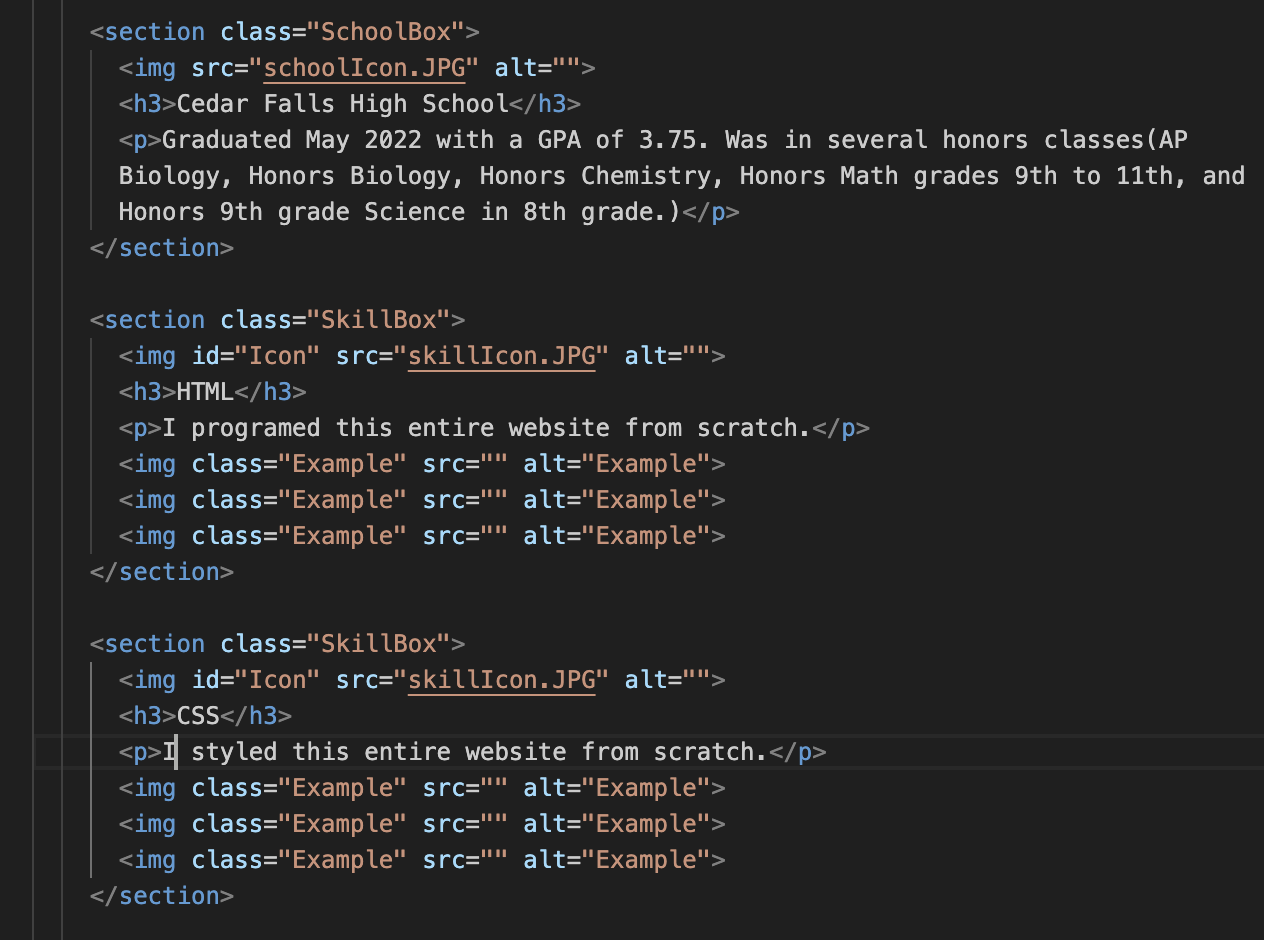 <section class="SchoolBox">
<img src="schoolIcon.JPG" alt="">
<h3>Cedar Falls High School</h3>
<p>Graduated May 2022 with a GPA of 3.75. Was in several honors classes(AP
Biology, Honors Biology, Honors Chemistry, Honors Math grades 9th to 11th, and
Honors 9th grade Science in 8th grade.)</p>
</section>
<section class="SkillBox">
<img id="Icon" src="skillIcon.JPG" alt="">
<h3>HTML</h3>
<p>I programed this entire website from scratch.</p>
<img class="Example" src="" alt="Example">
<img class="Example" src="" alt="Example">
<img class="Example" src="" alt="Example">
</section>
<section class="SkillBox">
<img id="Icon" src="skillIcon.JPG" alt="">
<h3>CSS</h3>
<p>I styled this entire website from scratch.</p>
<img class="Example" src="" alt="Example">
<img class="Example" src="" alt="Example">
<img class="Example" src="" alt="Example">
</section>